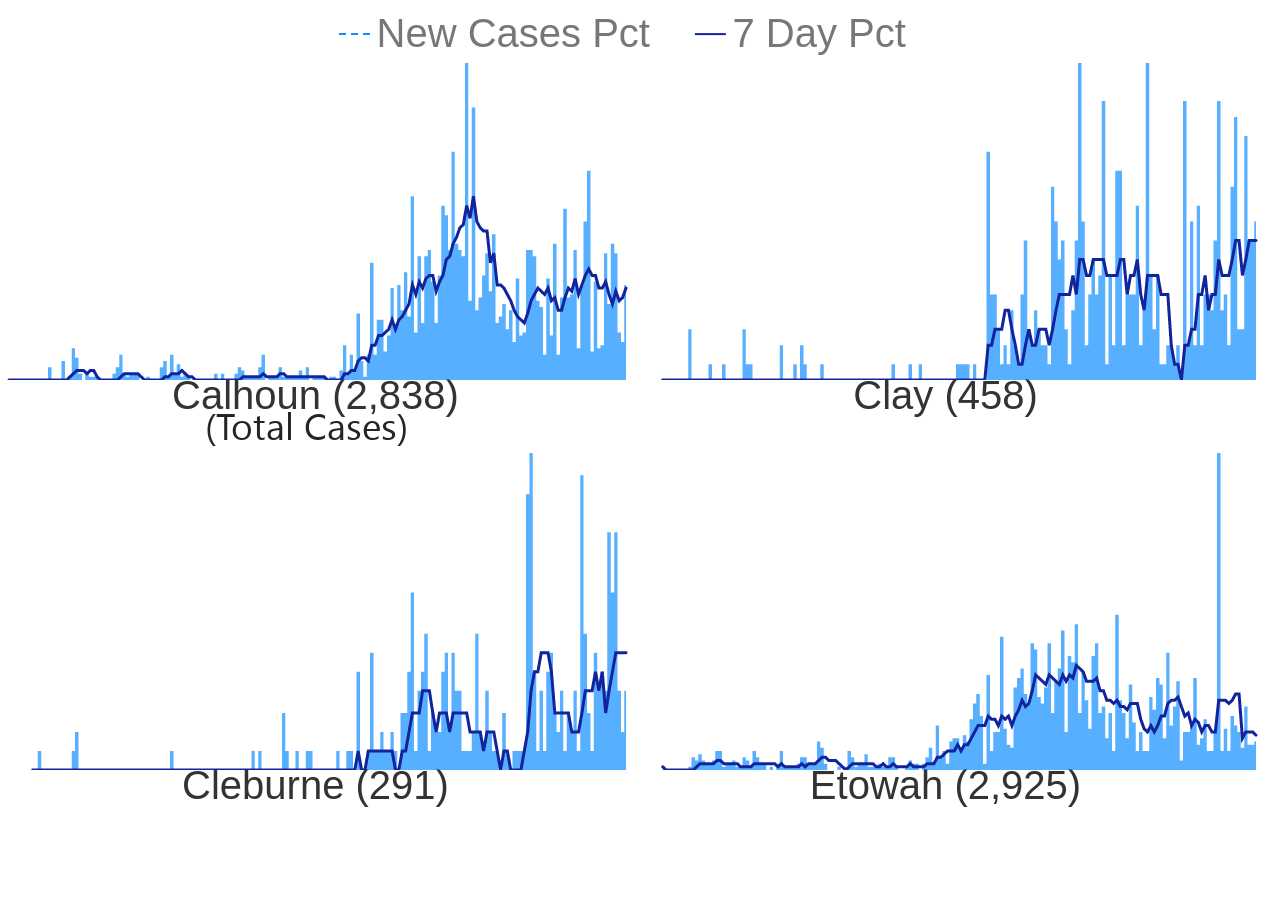 New Cases Pct 7 Day Pct
Calhoun (2,838)
(Total Cases)
Clay (458)
Cleburne (291)
Etowah (2,925)